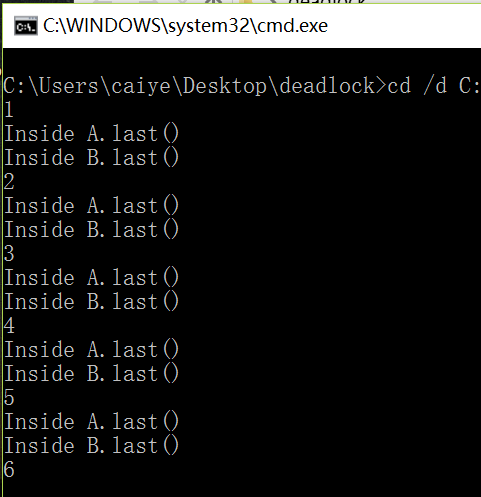 deadlock
C:\WINDOWS\system32\cmd.exe
C:\Users\caiye\Desktop\deadlock>cd /d C:
1
Inside A.last()
Inside B.last()
2
Inside A.last()
Inside B.last()
3
Inside A.last()
Inside B.last()
4
Inside A.last()
Inside B.last()
5
Inside A.last()
Inside B.last()
6